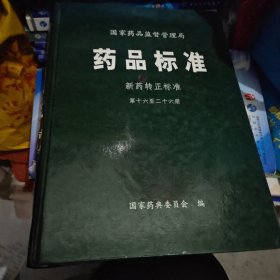 国家药品监督管理局
药品标准
新药转正标准
第十六至二十六册
国家药典委员会 编